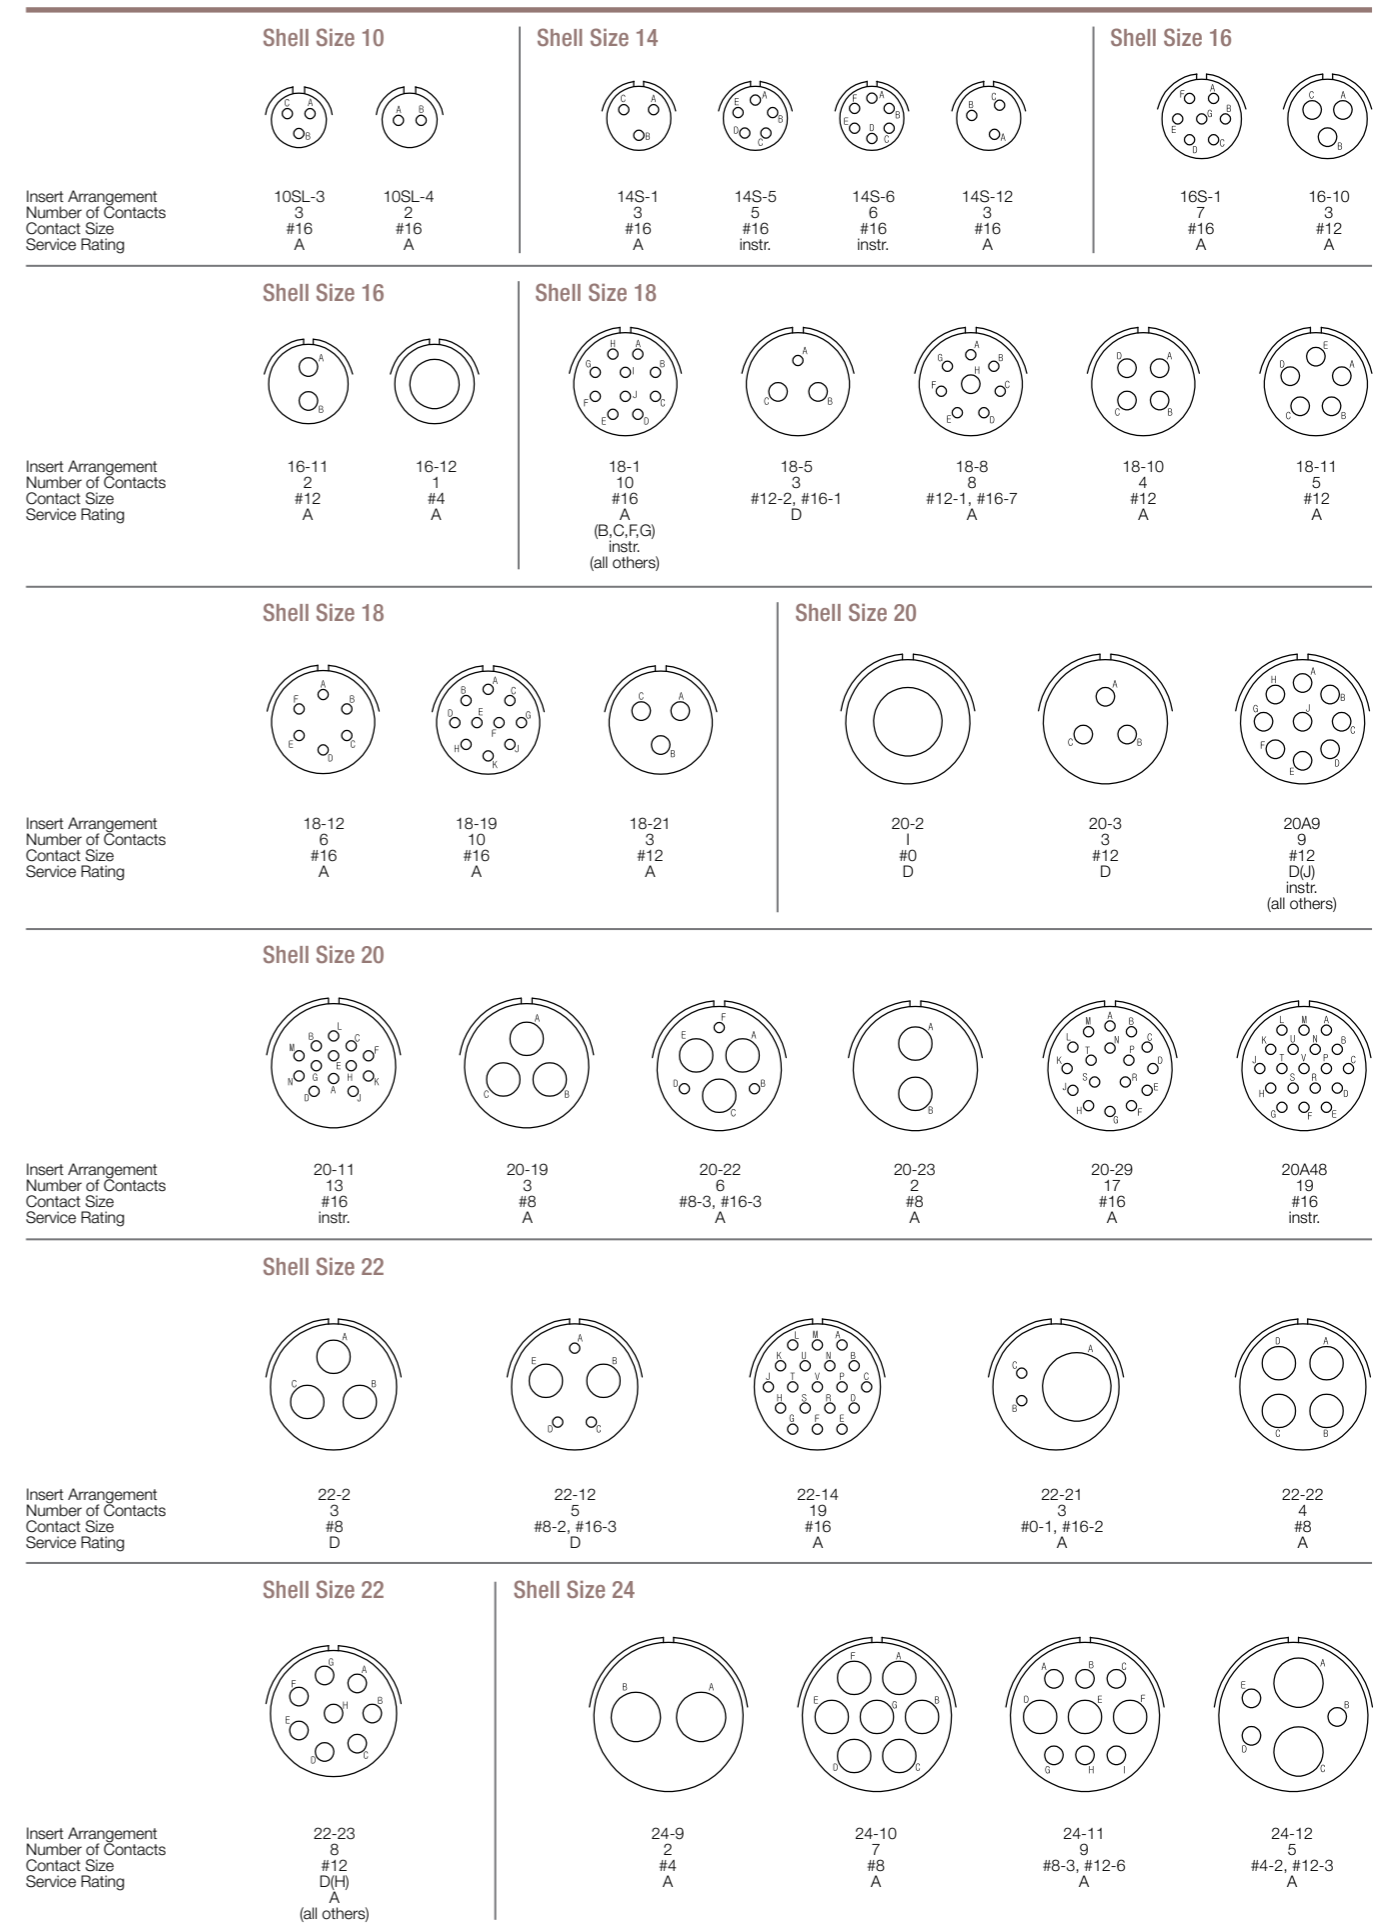 Shell Size 10
Shell Size 14
Shell Size 16
C A B
A B
C A B
E A B D C
F A B E D C
B C A
F A B G E D C
C A B
Insert Arrangement 10SL-3 10SL-4 14S-1 14S-5 14S-6 14S-12 16S-1 16-10
Number of Contacts 3 2 3 5 6 3 7 3
Contact Size #16 #16 #16 #16 #16 #16 #16 #12
Service Rating A A A instr. instr. A A A
Shell Size 16
Shell Size 18
A B
H A G I B F J C E D
A C B
A G B H F C E D
D A C B
E D A C B
Insert Arrangement 16-11 16-12 18-1 18-5 18-8 18-10 18-11
Number of Contacts 2 1 10 3 8 4 5
Contact Size #12 #4 #16 #12-2, #16-1 #12-1, #16-7 #12 #12
Service Rating A A A D A A A
(B,C,F,G)
instr.
(all others)
Shell Size 18
Shell Size 20
A F B E C D
A B C D E F G H J K
C A B
A C B
A H B J G C F D E
Insert Arrangement 18-12 18-19 18-21 20-2 20-3 20A9
Number of Contacts 6 10 3 I 3 9
Contact Size #16 #16 #12 #0 #12 #12
Service Rating A A A D D D(J)
instr.
(all others)
Shell Size 20
L B C M F E N G H K D A J
A C B
F E A D B C
A B
M A B L N C T P K D S R J E H F G
L M A K U N B J T V P C S R H D G F E
Insert Arrangement 20-11 20-19 20-22 20-23 20-29 20A48
Number of Contacts 13 3 6 2 17 19
Contact Size #16 #8 #8-3, #16-3 #8 #16 #16
Service Rating instr. A A A A instr.
Shell Size 22
A C B
A E B D C
L M A K U N B J T V P C H S R D G F E
A C B
D A C B
Insert Arrangement 22-2 22-12 22-14 22-21 22-22
Number of Contacts 3 5 19 3 4
Contact Size #8 #8-2, #16-3 #16 #0-1, #16-2 #8
Service Rating D D A A A
Shell Size 22
Shell Size 24
G A F B H E D C
B A
F A E G B D C
A B C D E F G H I
A E B D C
Insert Arrangement 22-23 24-9 24-10 24-11 24-12
Number of Contacts 8 2 7 9 5
Contact Size #12 #4 #8 #8-3, #12-6 #4-2, #12-3
Service Rating D(H) A A A A
A
(all others)